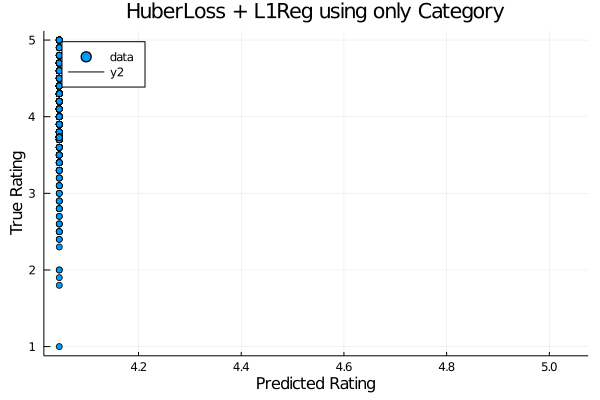 HuberLoss + L1Reg using only Category
5
data
y2
4
3
2
1
True Rating
4.2 4.4 4.6 4.8 5.0
Predicted Rating